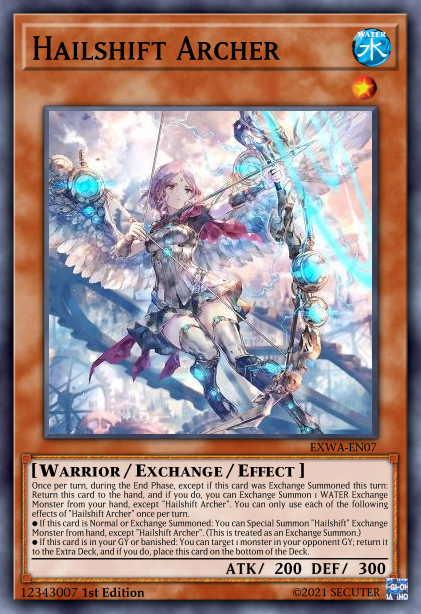 Hailshift Archer
WATER
水
EXWA-EN07
[Warrior/Exchange/Effect]
Once per turn, during the End Phase, except if this card was Exchange Summoned this turn:
Return this card to the hand, and if you do, you can Exchange Summon 1 WATER Exchange
Monster from your hand, except "Hailshift Archer". You can only use each of the following
effects of "Hailshift Archer" once per turn.
●If this card is Normal or Exchange Summoned: You can Special Summon "Hailshift" Exchange
Monster from hand, except "Hailshift Archer". (This is treated as an Exchange Summon.)
●If this card is in your GY or banished: You can target 1 monster in your opponent GY; return it
to the Extra Deck, and if you do, place this card on the bottom of the Deck.
ATK/ 200 DEF/ 300
12343007 1st Edition
©2021 SECUTER